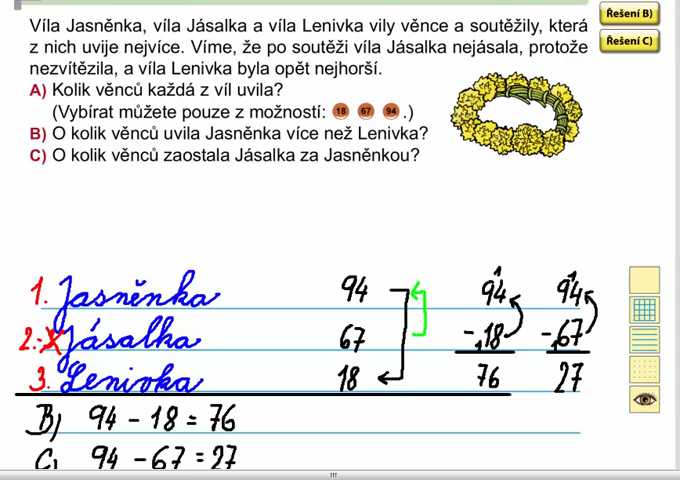 Řešení B)
Řešení C)
Víla Jasněnka, víla Jásalka a víla Lenivka vily věnce a soutěžily, která
z nich uvije nejvíce. Víme, že po soutěži víla Jásalka nejásala, protože
nezvítězila, a víla Lenivka byla opět nejhorší.
A) Kolik věnců každá z víl uvila?
(Vybírat můžete pouze z možností: 18 67 94 .)
B) O kolik věnců uvila Jasněnka více než Lenivka?
C) O kolik věnců zaostala Jásalka za Jasněnkou?
1. Jasněnka 94 94 94
2. Jásalka 67 -18 -67
3. Lenivka 18 76 27
B) 94 - 18 = 76
C) 94 - 67 = 27